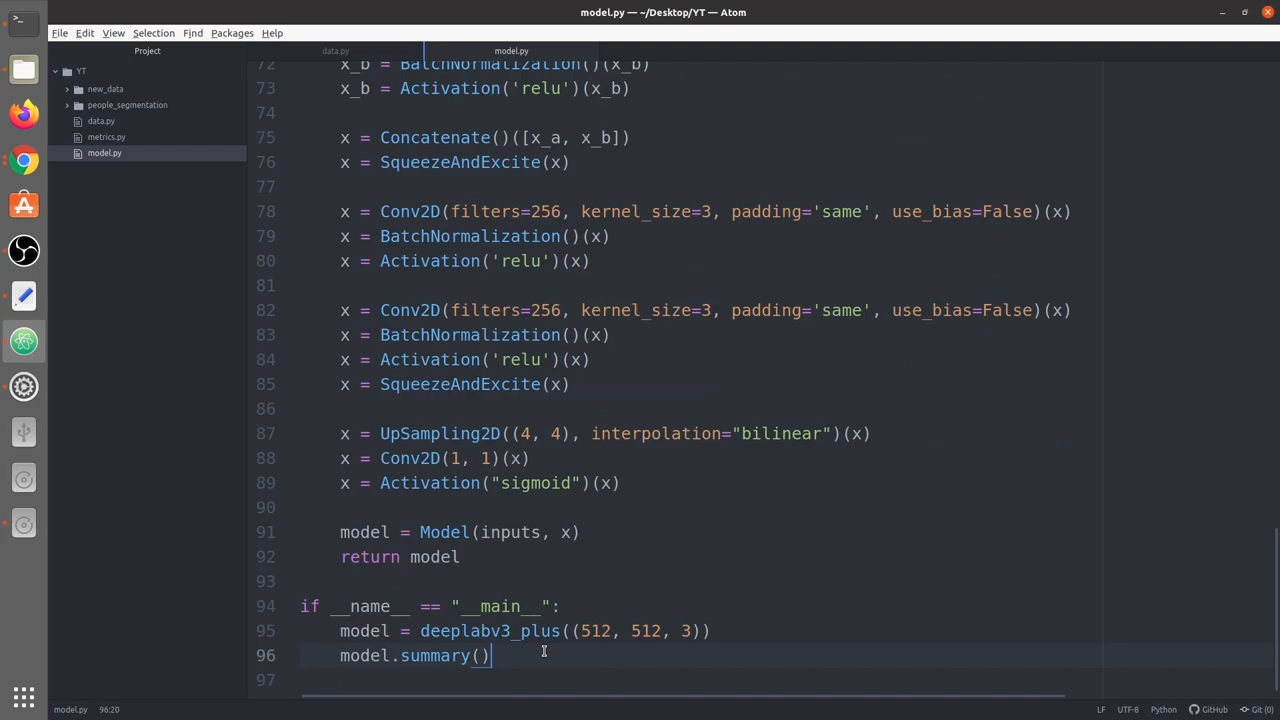 model.py — ~/Desktop/YT — Atom
File Edit View Selection Find Packages Help
Project
data.py
model.py
YT
new_data
people_segmentation
data.py
metrics.py
model.py
72 x_b = BatchNormalization()(x_b)
73 x_b = Activation('relu')(x_b)
74
75 x = Concatenate()([x_a, x_b])
76 x = SqueezeAndExcite(x)
77
78 x = Conv2D(filters=256, kernel_size=3, padding='same', use_bias=False)(x)
79 x = BatchNormalization()(x)
80 x = Activation('relu')(x)
81
82 x = Conv2D(filters=256, kernel_size=3, padding='same', use_bias=False)(x)
83 x = BatchNormalization()(x)
84 x = Activation('relu')(x)
85 x = SqueezeAndExcite(x)
86
87 x = UpSampling2D((4, 4), interpolation="bilinear")(x)
88 x = Conv2D(1, 1)(x)
89 x = Activation("sigmoid")(x)
90
91 model = Model(inputs, x)
92 return model
93
94 if __name__ == "__main__":
95 model = deeplabv3_plus((512, 512, 3))
96 model.summary()
97
model.py 96:20 LF UTF-8 Python GitHub Git (0)